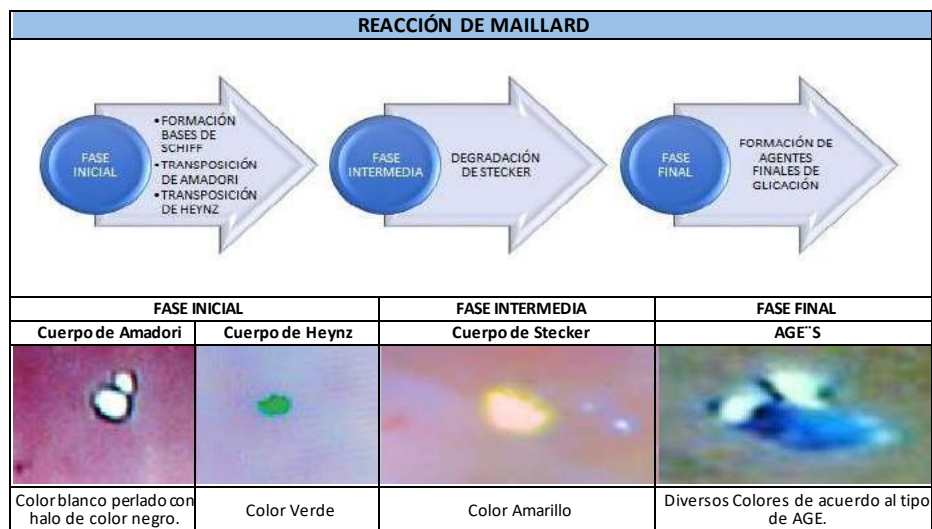 REACCIÓN DE MAILLARD
FASE
INICIAL
•FORMACIÓN
BASES DE
SCHIFF
•TRANSPOSICIÓN
DE AMADORI
•TRANSPOSICIÓN
DE HEYNZ
FASE
INTERMEDIA
DEGRADACIÓN
DE STECKER
FASE
FINAL
FORMACIÓN DE
AGENTES
FINALES DE
GLICACIÓN
FASE INICIAL
FASE INTERMEDIA
FASE FINAL
Cuerpo de Amadori
Cuerpo de Heynz
Cuerpo de Stecker
AGE¨S
Color blanco perlado con
halo de color negro.
Color Verde
Color Amarillo
Diversos Colores de acuerdo al tipo
de AGE.